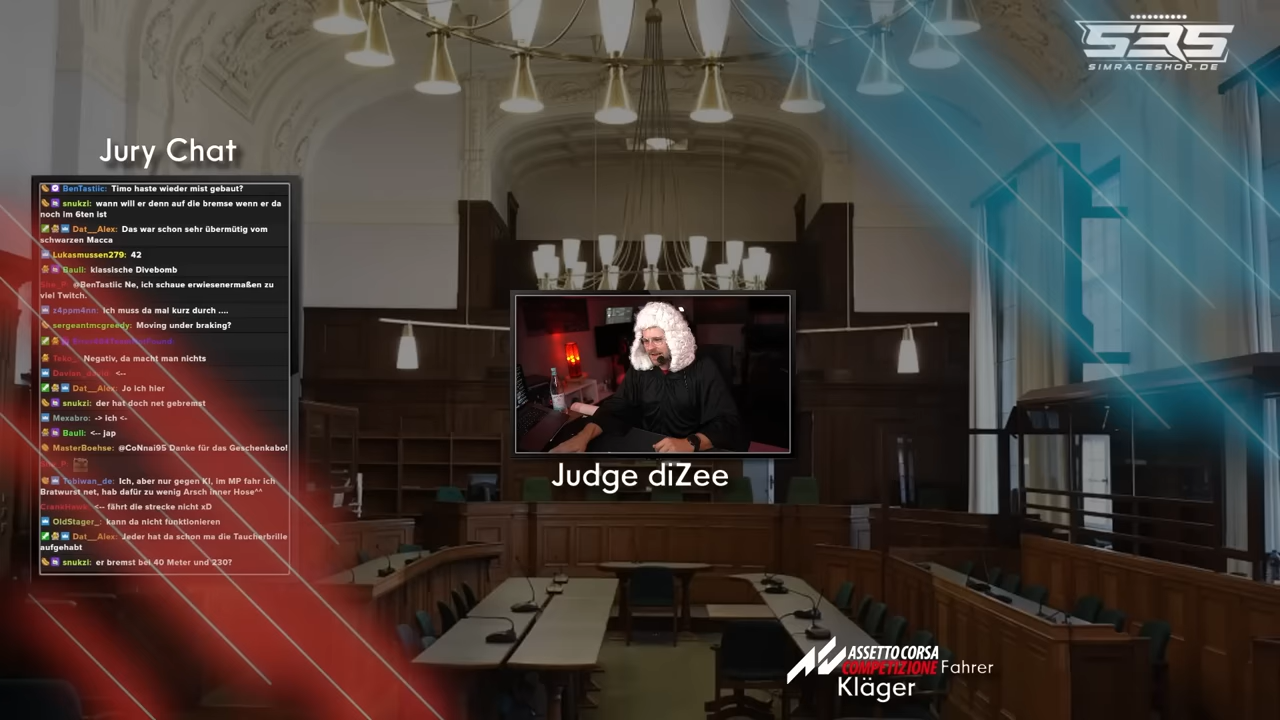 SRS
SIMRACESHOP.DE
Jury Chat
BenTastiic: Timo haste wieder mist gebaut?
snukzi: wann will er denn auf die bremse wenn er da
noch im 6ten ist
Dat__Alex: Das war schon sehr übermütig vom
schwarzen Macca
Lukasmussen279: 42
Baull: klassische Divebomb
@BenTastiic Ne, ich schaue erwiesenermaßen zu
viel Twitch.
z4ppm4nn: ich muss da mal kurz durch ....
sergeantmcgreedy: Moving under braking?
Teko_: Negativ, da macht man nichts
<--
Dat__Alex: Jo ich hier
snukzi: der hat doch net gebremst
Mexabro: -> ich <-
Baull: <-- jap
MasterBoehse: @CoNnai95 Danke für das Geschenkabo!
Tobiwan_de: Ich, aber nur gegen KI, im MP fahr ich
Bratwurst net, hab dafür zu wenig Arsch inner Hose^^
CrankHawk: <-- fährt die strecke nicht xD
OldStager_: kann da nicht funktionieren
Dat__Alex: Jeder hat da schon ma die Taucherbrille
aufgehabt
snukzi: er bremst bei 40 Meter und 230?
Judge diZee
ASSETTO CORSA
COMPETIZIONE Fahrer
Kläger